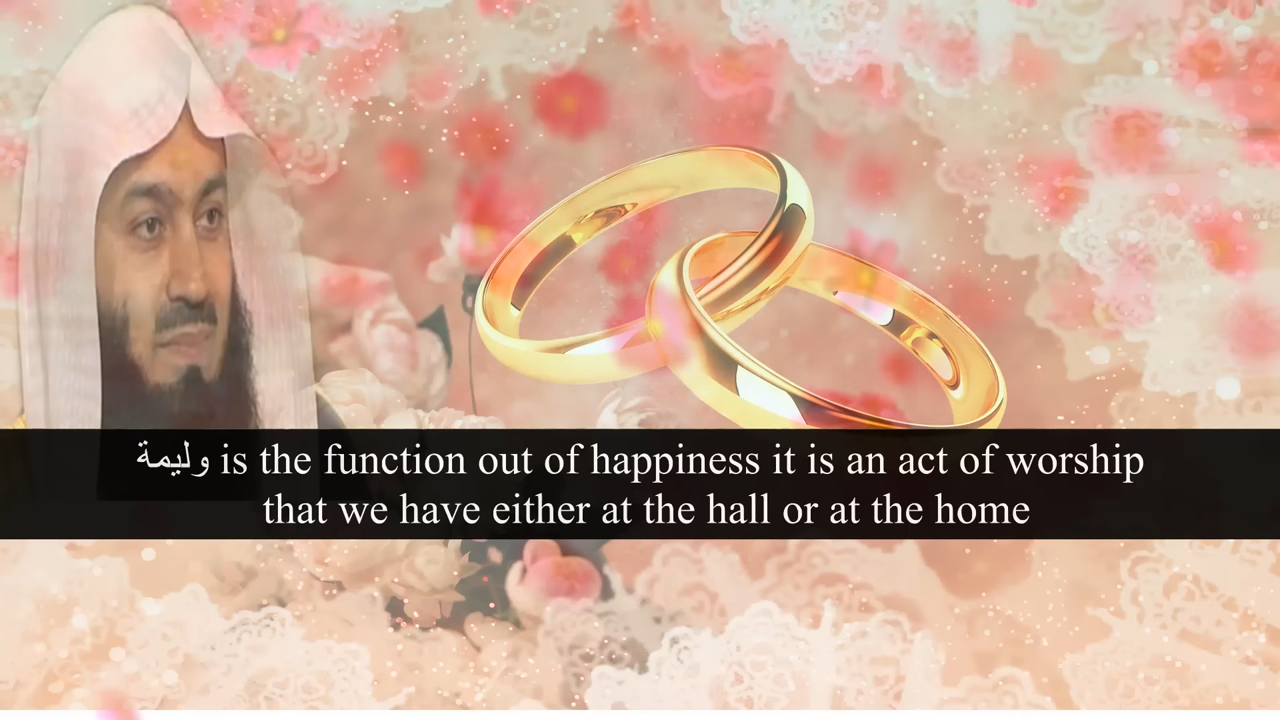 وليمة is the function out of happiness it is an act of worship
that we have either at the hall or at the home